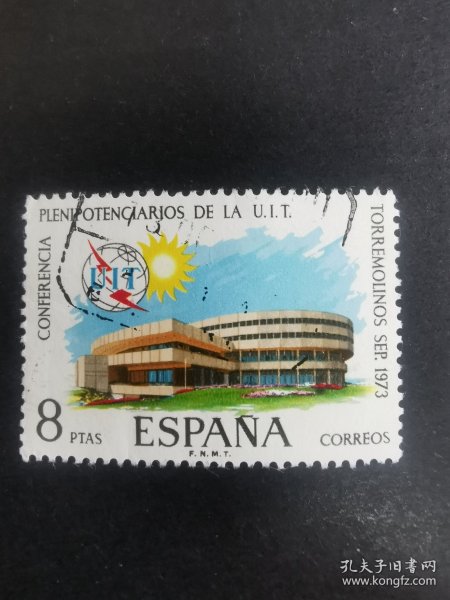 CONFERENCIA
PLENIPOTENCIARIOS DE LA U.I.T.
TORREMOLINOS SEP. 1973
UIT
8 PTAS
ESPAÑA
CORREOS
F.N.M.T.
孔夫子旧书网
www.kongfz.com